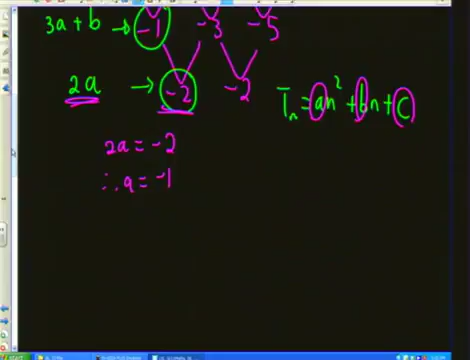 3a + b → -1 -3 -5
2a → -2 -2
Tn = an² + bn + c
2a = -2
∴ a = -1